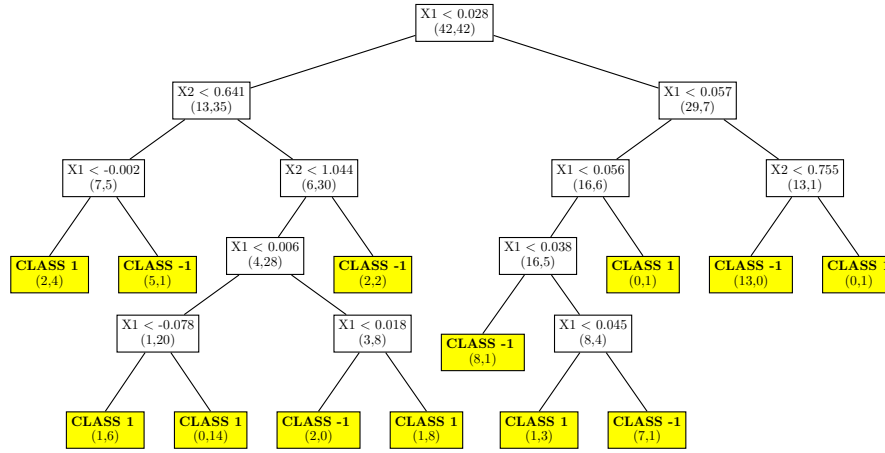 X1 < 0.028
(42,42)
X2 < 0.641
(13,35)
X1 < 0.057
(29,7)
X1 < -0.002
(7,5)
X2 < 1.044
(6,30)
X1 < 0.056
(16,6)
X2 < 0.755
(13,1)
CLASS 1
(2,4)
CLASS -1
(5,1)
X1 < 0.006
(4,28)
CLASS -1
(2,2)
X1 < 0.038
(16,5)
CLASS 1
(0,1)
CLASS -1
(13,0)
CLASS 1
(0,1)
X1 < -0.078
(1,20)
X1 < 0.018
(3,8)
CLASS -1
(8,1)
X1 < 0.045
(8,4)
CLASS 1
(1,6)
CLASS 1
(0,14)
CLASS -1
(2,0)
CLASS 1
(1,8)
CLASS 1
(1,3)
CLASS -1
(7,1)